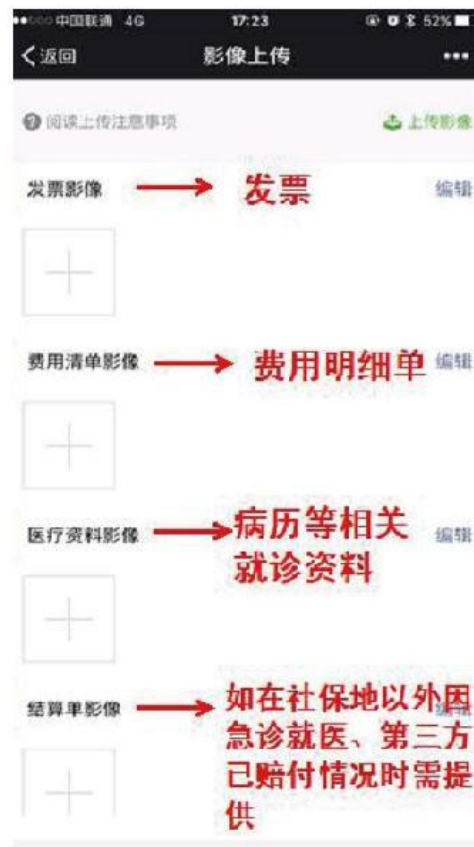 中国联通 4G 17:23 52%
返回 影像上传
阅读上传注意事项 上传影像
发票影像 发票 编辑
费用清单影像 费用明细单 编辑
医疗资料影像 病历等相关 编辑
就诊资料
结算单影像 如在社保地以外因
急诊就医、第三方
已赔付情况时需提
供